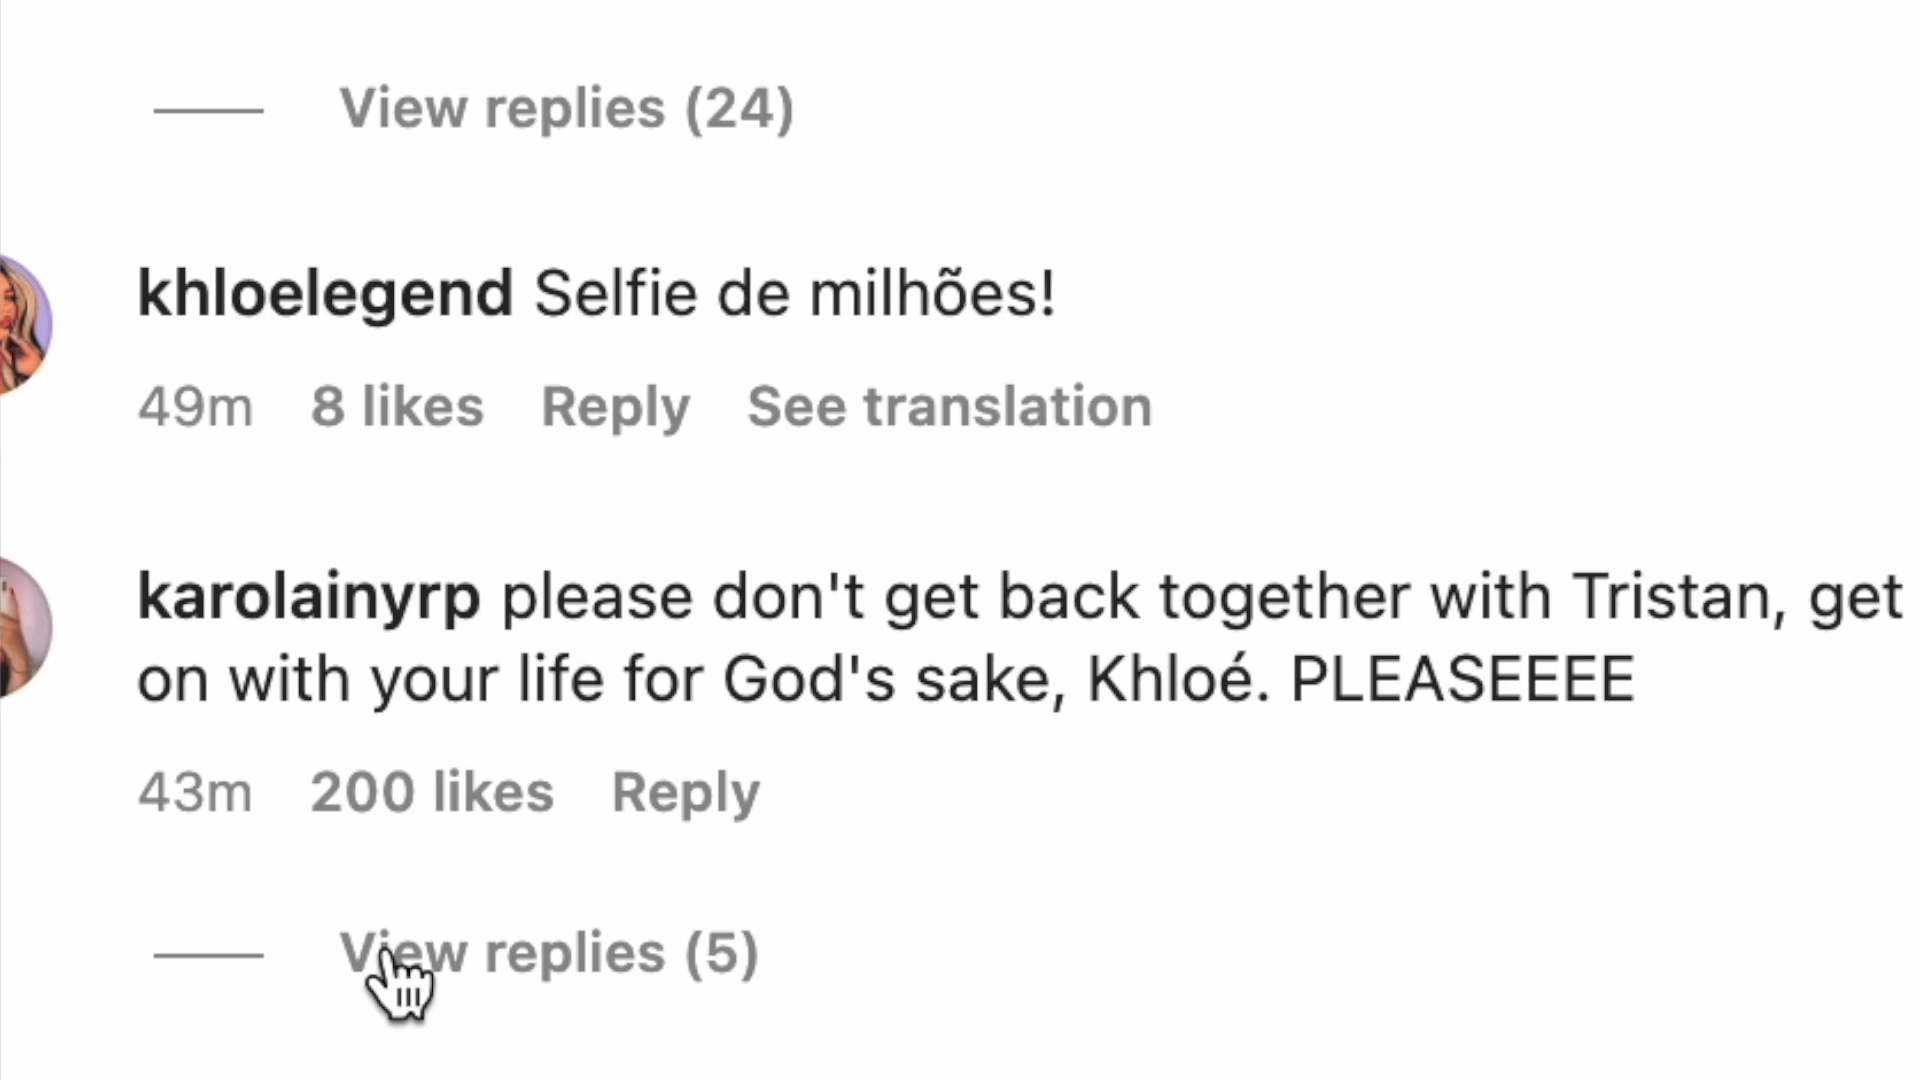 View replies (24)
khloelegend Selfie de milhões!
49m 8 likes Reply See translation
karolainyrp please don't get back together with Tristan, get
on with your life for God's sake, Khloé. PLEASEEEE
43m 200 likes Reply
View replies (5)